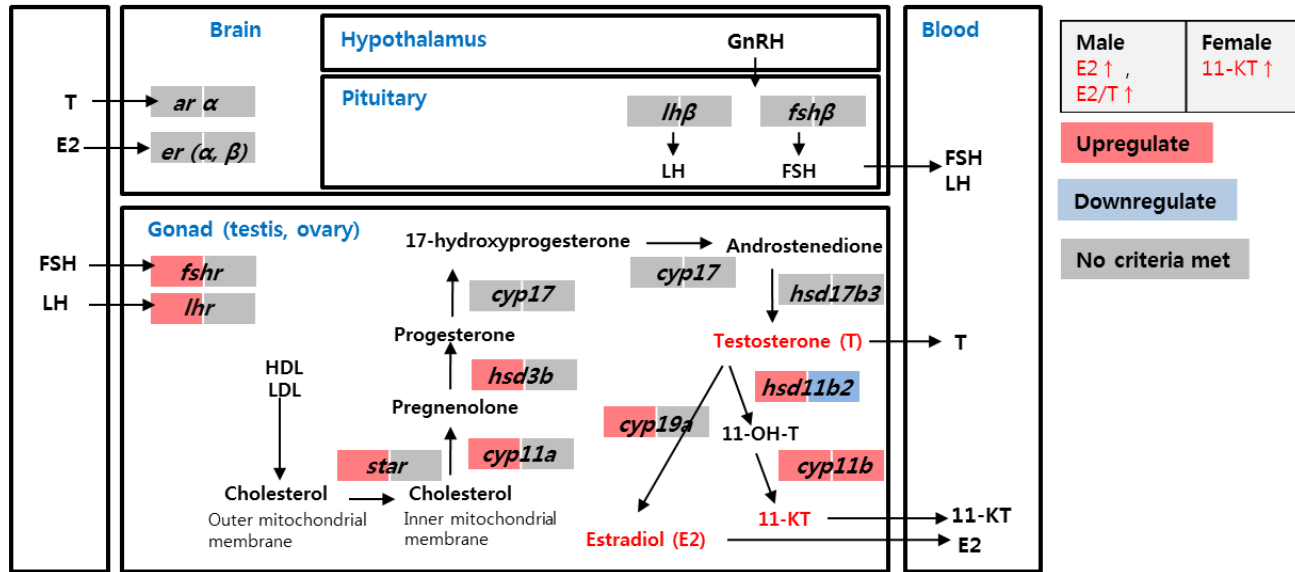 Brain
Hypothalamus
GnRH
Pituitary
lhβ
fshβ
LH
FSH
T
ar α
E2
er (α, β)
Blood
FSH
LH
Male
E2 ↑ ,
E2/T ↑
Female
11-KT ↑
Upregulate
Downregulate
No criteria met
Gonad (testis, ovary)
FSH
fshr
LH
lhr
17-hydroxyprogesterone
Androstenedione
cyp17
cyp17
hsd17b3
Progesterone
Testosterone (T)
T
HDL
LDL
hsd3b
hsd11b2
Pregnenolone
cyp19a
11-OH-T
star
cyp11a
cyp11b
Cholesterol
Outer mitochondrial
membrane
Cholesterol
Inner mitochondrial
membrane
11-KT
11-KT
Estradiol (E2)
E2